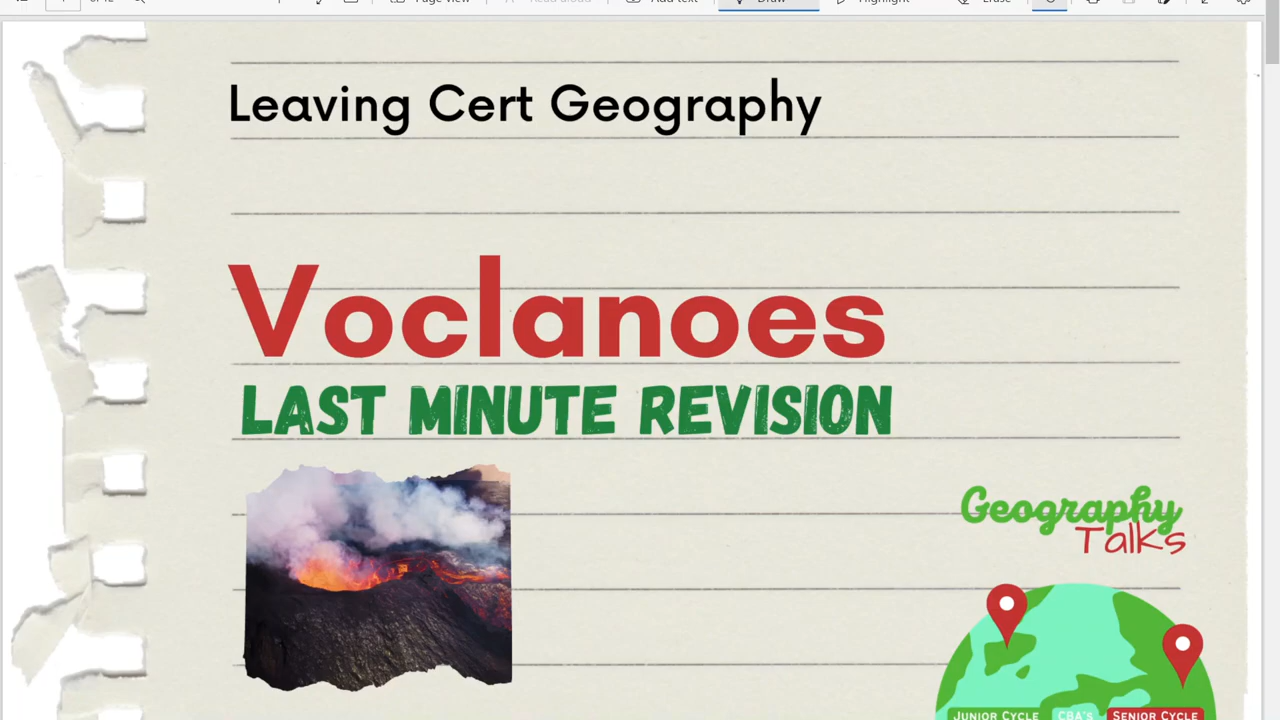 Leaving Cert Geography
Voclanoes
LAST MINUTE REVISION
Geography
Talks
JUNIOR CYCLE CBA's SENIOR CYCLE